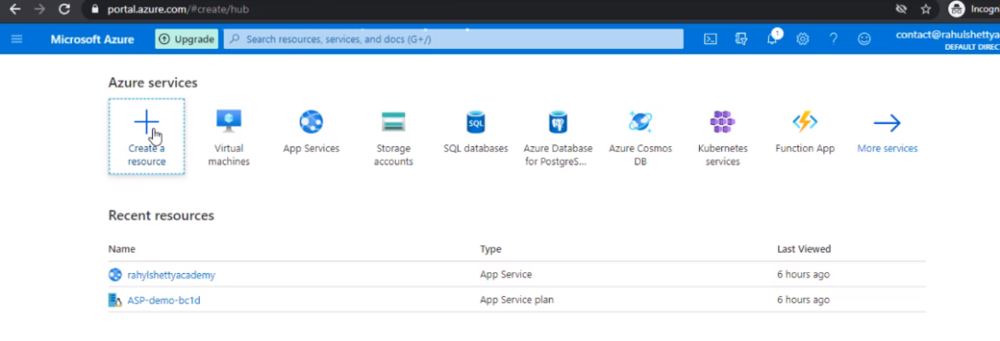 portal.azure.com/#create/hub
Incogn
Microsoft Azure
Upgrade
Search resources, services, and docs (G+/)
1
contact@rahulshettya
DEFAULT DIREC
Azure services
Create a resource
Virtual machines
App Services
Storage accounts
SQL databases
Azure Database for PostgreS...
Azure Cosmos DB
Kubernetes services
Function App
More services
SQL
Recent resources
Name Type Last Viewed
rahylshettyacademy App Service 6 hours ago
ASP-demo-bc1d App Service plan 6 hours ago